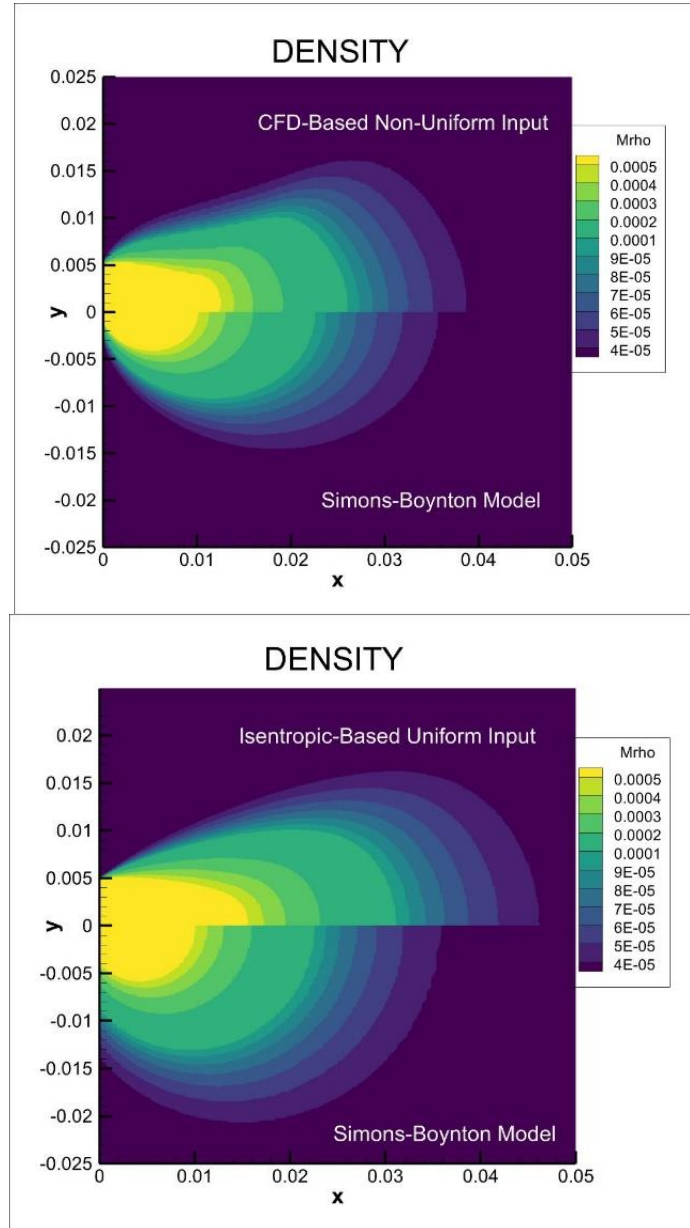 DENSITY
0.025
0.02
0.015
0.01
0.005
0
-0.005
-0.01
-0.015
-0.02
-0.025
y
CFD-Based Non-Uniform Input
Simons-Boynton Model
0
0.01
0.02
0.03
0.04
0.05
x
Mrho
0.0005
0.0004
0.0003
0.0002
0.0001
9E-05
8E-05
7E-05
6E-05
5E-05
4E-05
DENSITY
0.02
0.015
0.01
0.005
0
-0.005
-0.01
-0.015
-0.02
-0.025
y
Isentropic-Based Uniform Input
Simons-Boynton Model
0
0.01
0.02
0.03
0.04
0.05
x
Mrho
0.0005
0.0004
0.0003
0.0002
0.0001
9E-05
8E-05
7E-05
6E-05
5E-05
4E-05